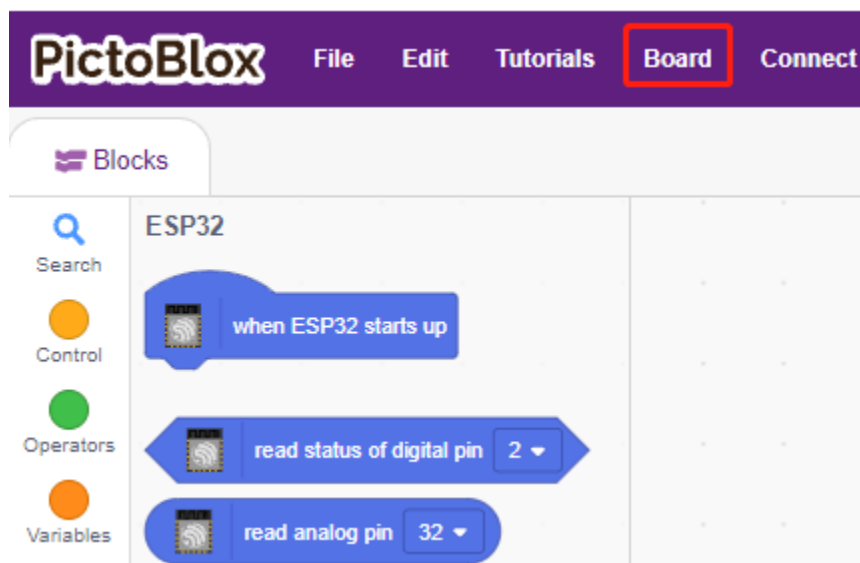 PictoBlox File Edit Tutorials Board Connect
Blocks
Search
Control
Operators
Variables
ESP32
when ESP32 starts up
read status of digital pin 2
read analog pin 32